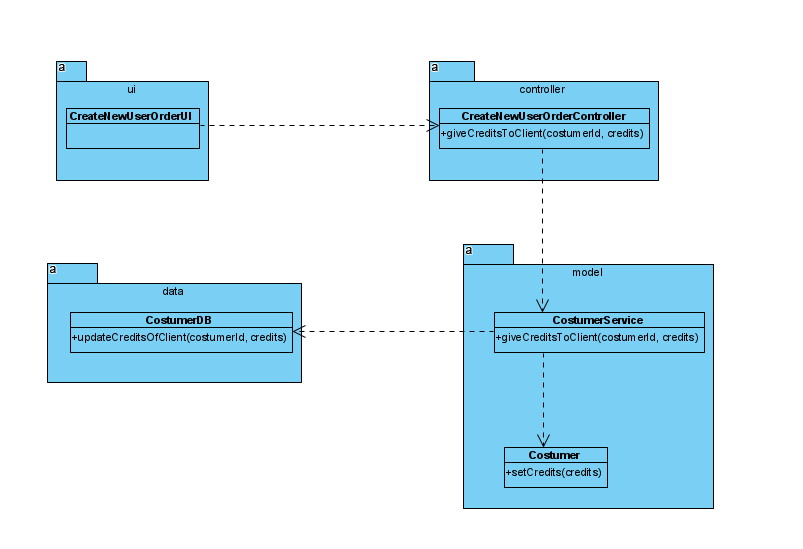 a
ui
CreateNewUserOrderUI
a
controller
CreateNewUserOrderController
+giveCreditsToClient(costumerId, credits)
a
data
CostumerDB
+updateCreditsOfClient(costumerId, credits)
a
model
CostumerService
+giveCreditsToClient(costumerId, credits)
Costumer
+setCredits(credits)